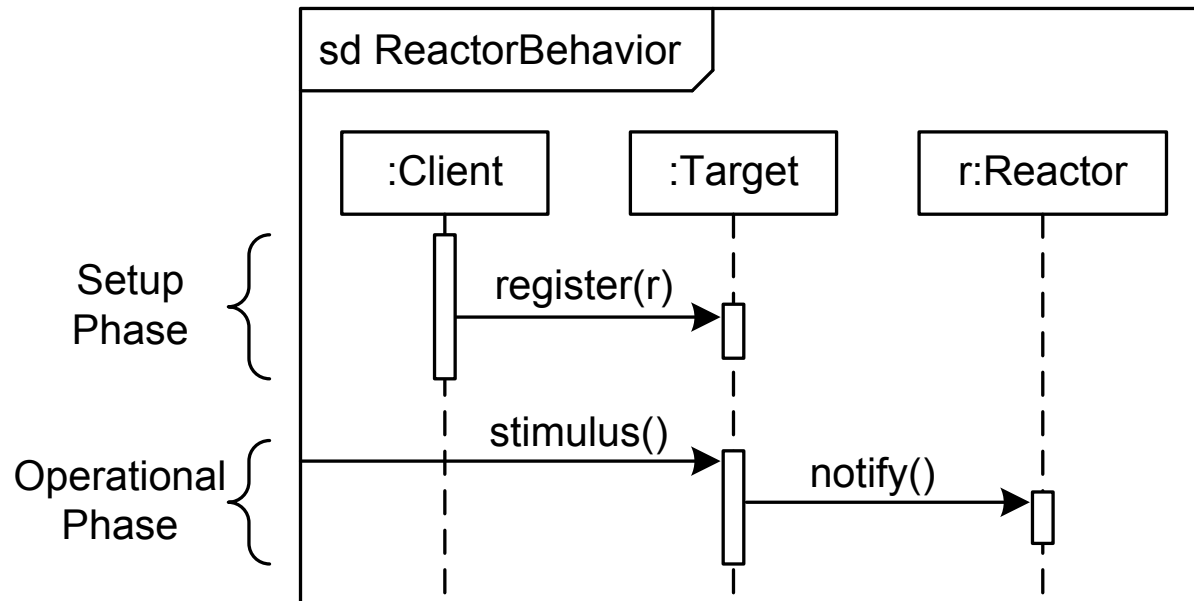 sd ReactorBehavior
:Client
:Target
r:Reactor
Setup
Phase
register(r)
stimulus()
Operational
Phase
notify()